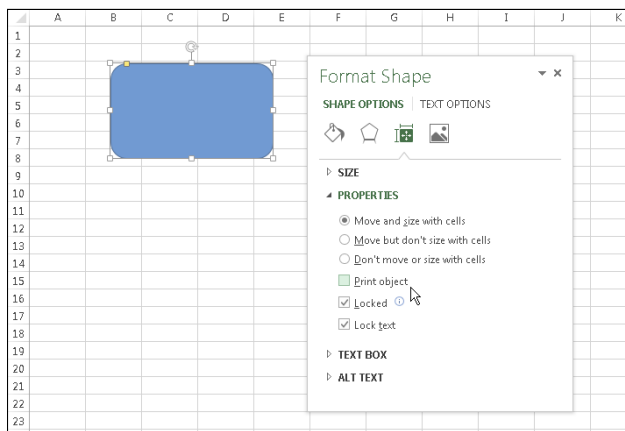 A B C D E F G H I J K
1
2
3
4
5
6
7
8
9
10
11
12
13
14
15
16
17
18
19
20
21
22
23
Format Shape
SHAPE OPTIONS TEXT OPTIONS
SIZE
PROPERTIES
Move and size with cells
Move but don't size with cells
Don't move or size with cells
Print object
Locked
Lock text
TEXT BOX
ALT TEXT